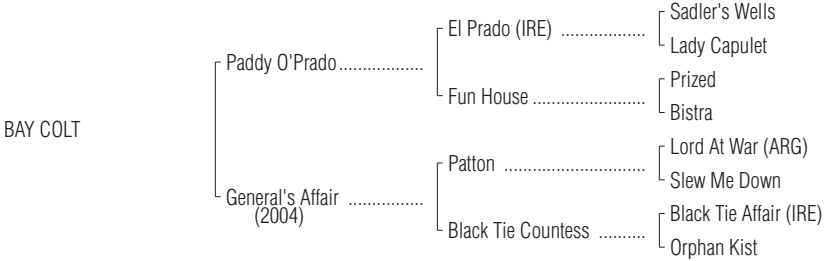 Sadler's Wells
El Prado (IRE) ..................
Lady Capulet
Paddy O'Prado.................
Prized
Fun House ........................
Bistra
BAY COLT
Lord At War (ARG)
Patton ..............................
Slew Me Down
General's Affair ................
(2004)
Black Tie Affair (IRE)
Black Tie Countess ..........
Orphan Kist